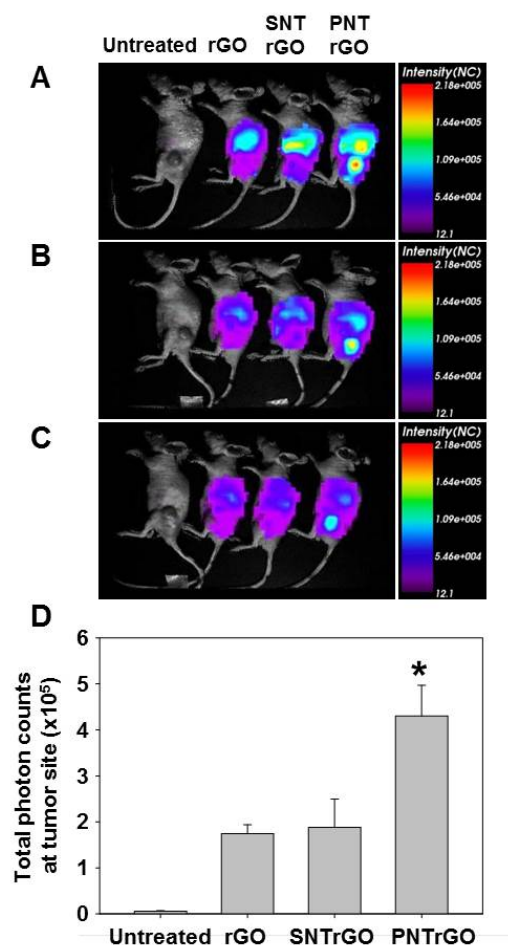 Untreated rGO SNT rGO PNT rGO
A
Intensity(NC)
2.18e+005
1.64e+005
1.09e+005
5.46e+004
12.1
B
Intensity(NC)
2.18e+005
1.64e+005
1.09e+005
5.46e+004
12.1
C
Intensity(NC)
2.18e+005
1.64e+005
1.09e+005
5.46e+004
12.1
D
Total photon counts
at tumor site (x10⁵)
6
5
4
3
2
1
0
*
Untreated rGO SNTrGO PNTrGO